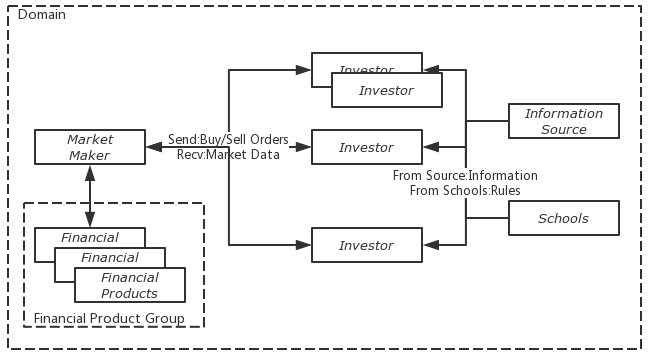 Domain
Investor
Investor
Information
Source
Market
Maker
Send:Buy/Sell Orders
Recv:Market Data
Investor
From Source:Information
From Schools:Rules
Schools
Financial
Investor
Financial
Financial
Products
Financial Product Group